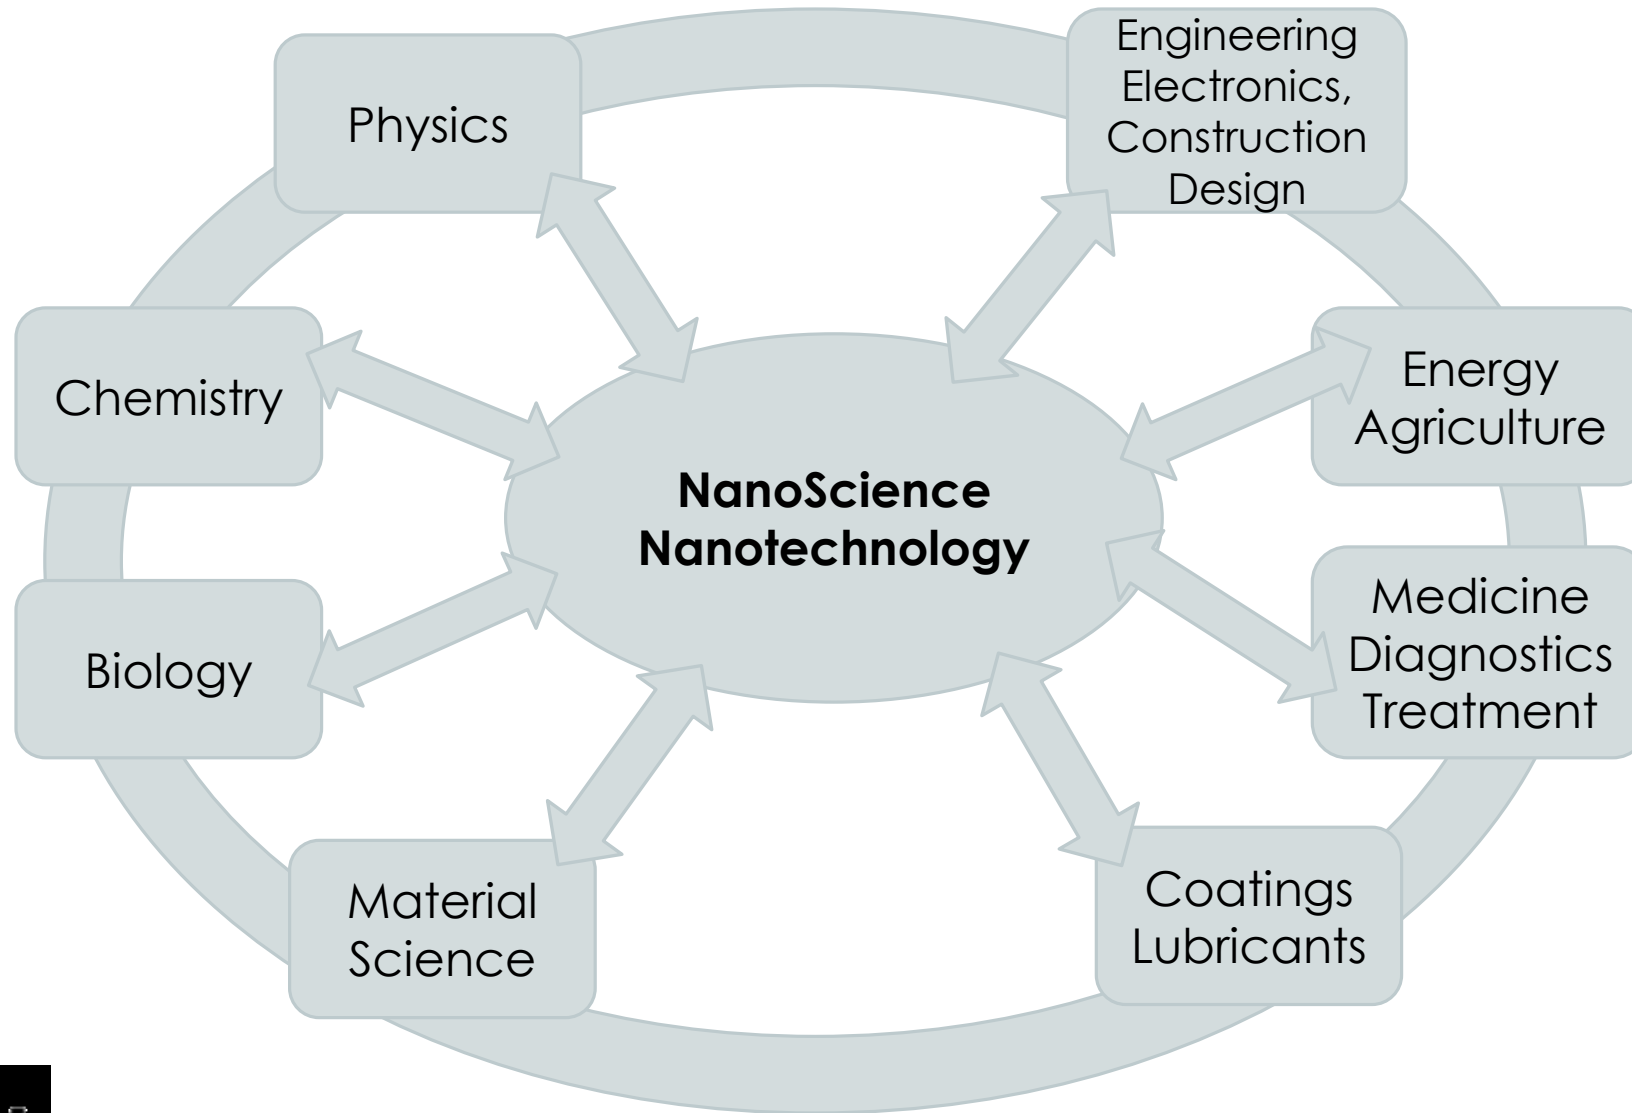 Physics
Engineering
Electronics,
Construction
Design
Chemistry
Energy
Agriculture
NanoScience
Nanotechnology
Biology
Medicine
Diagnostics
Treatment
Material
Science
Coatings
Lubricants